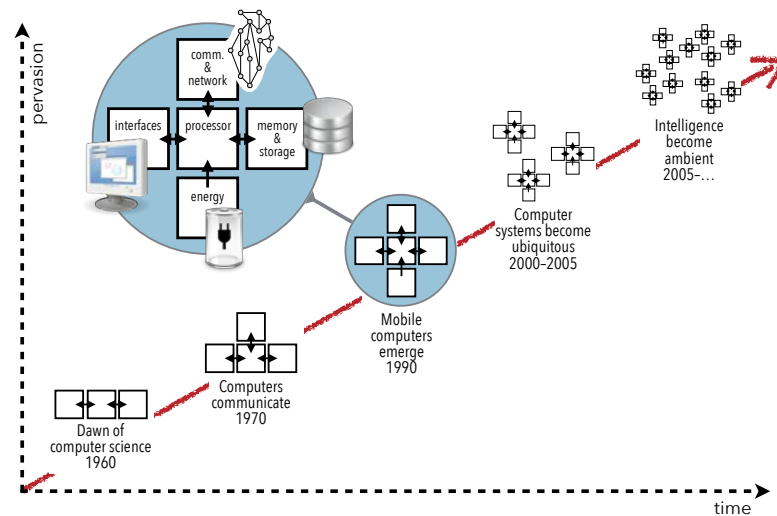 pervasion
comm.
&
network
interfaces
processor
memory
& storage
energy
Intelligence
become
ambient
2005–...
Computer
systems become
ubiquitous
2000–2005
Mobile
computers
emerge
1990
Computers
communicate
1970
Dawn of
computer science
1960
time